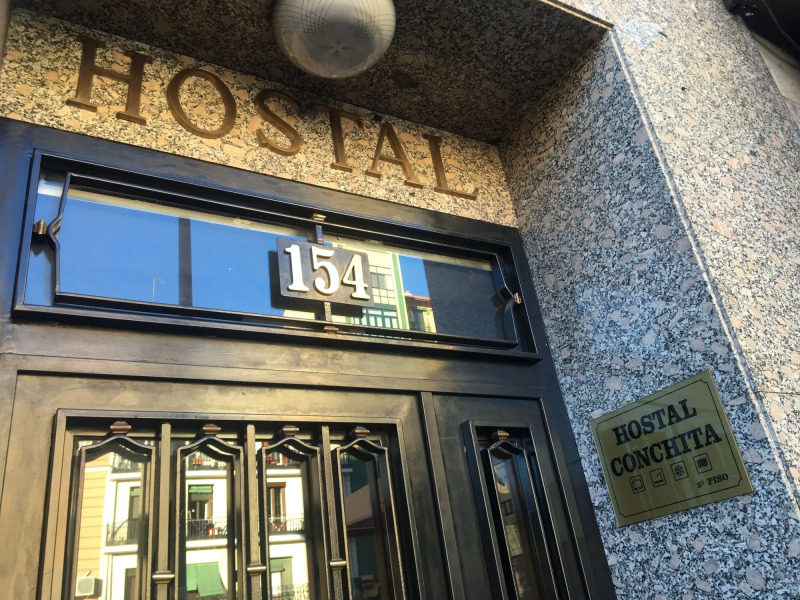 HOSTAL
154
HOSTAL
CONCHITA
2º PISO